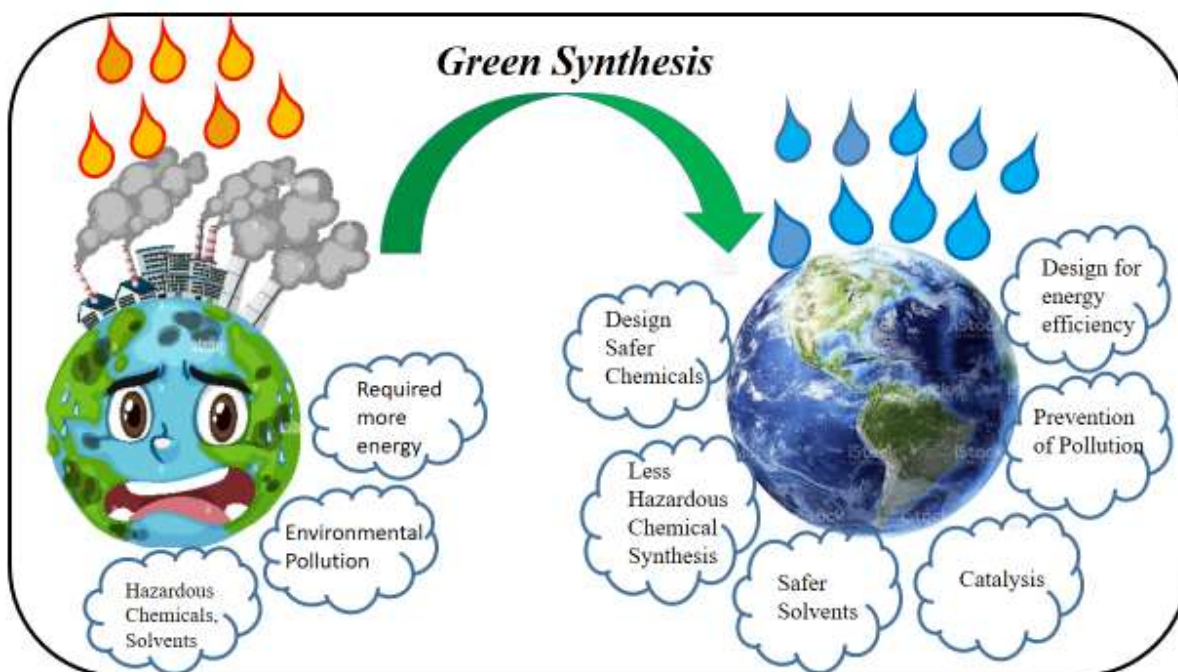 Green Synthesis
Required
more
energy
Environmental
Pollution
Hazardous
Chemicals,
Solvents
Design
Safer
Chemicals
Less
Hazardous
Chemical
Synthesis
Safer
Solvents
Catalysis
Prevention
of Pollution
Design for
energy
efficiency
iStock